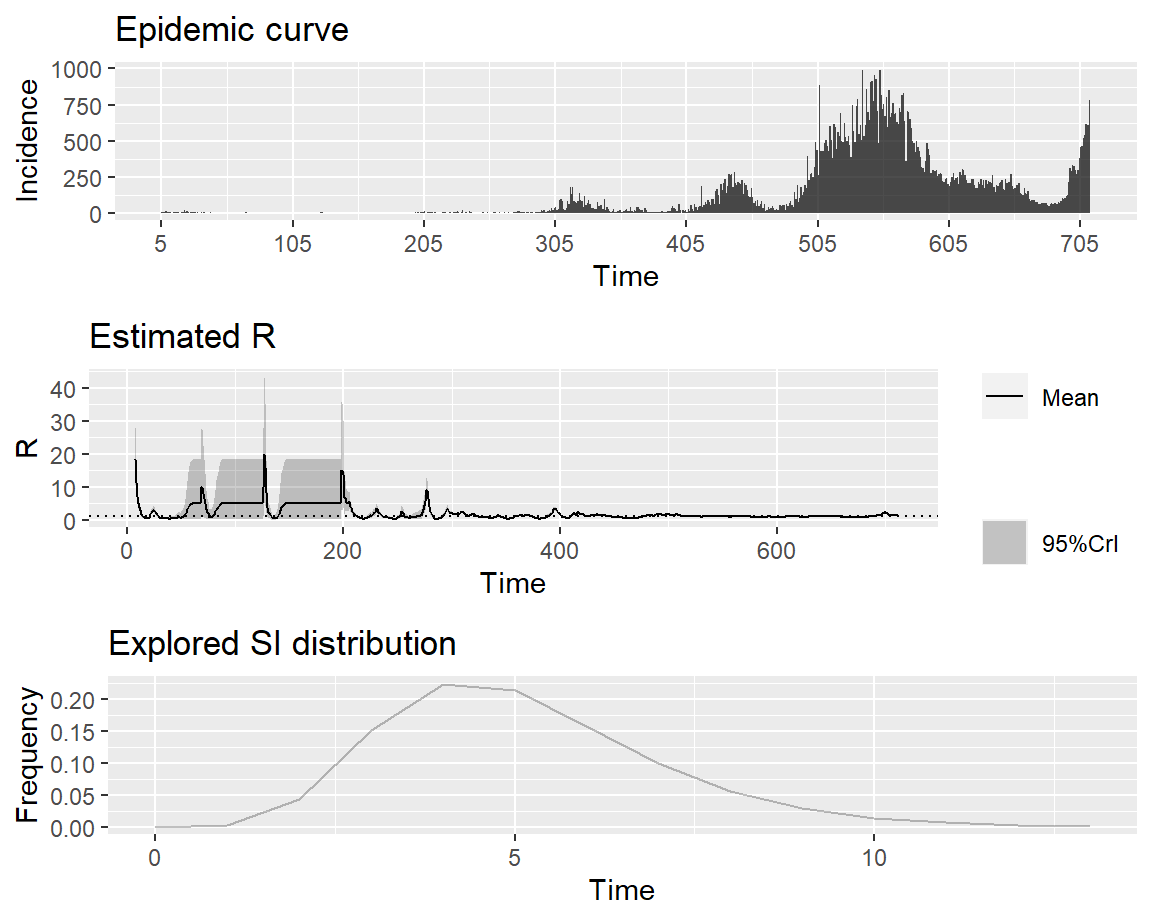 Epidemic curve
1000
750
500
250
0
Incidence
5 105 205 305 405 505 605 705
Time
Estimated R
40
30
20
10
0
R
0 200 400 600
Time
Mean
95%CrI
Explored SI distribution
0.20
0.15
0.10
0.05
0.00
Frequency
0 5 10
Time